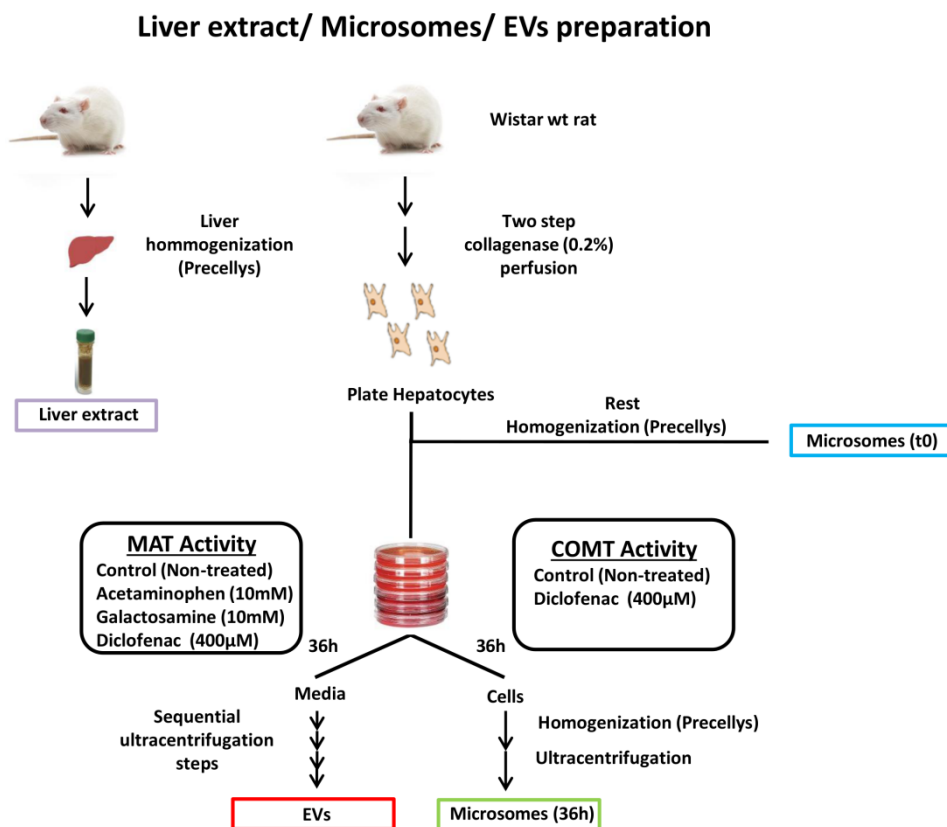 Liver extract/ Microsomes/ EVs preparation
Wistar wt rat
Liver
hommogenization
(Precellys)
Two step
collagenase (0.2%)
perfusion
Liver extract
Plate Hepatocytes
Rest
Homogenization (Precellys)
Microsomes (t0)
MAT Activity
Control (Non-treated)
Acetaminophen (10mM)
Galactosamine (10mM)
Diclofenac (400µM)
COMT Activity
Control (Non-treated)
Diclofenac (400µM)
36h
36h
Media
Cells
Sequential
ultracentrifugation
steps
Homogenization (Precellys)
Ultracentrifugation
EVs
Microsomes (36h)